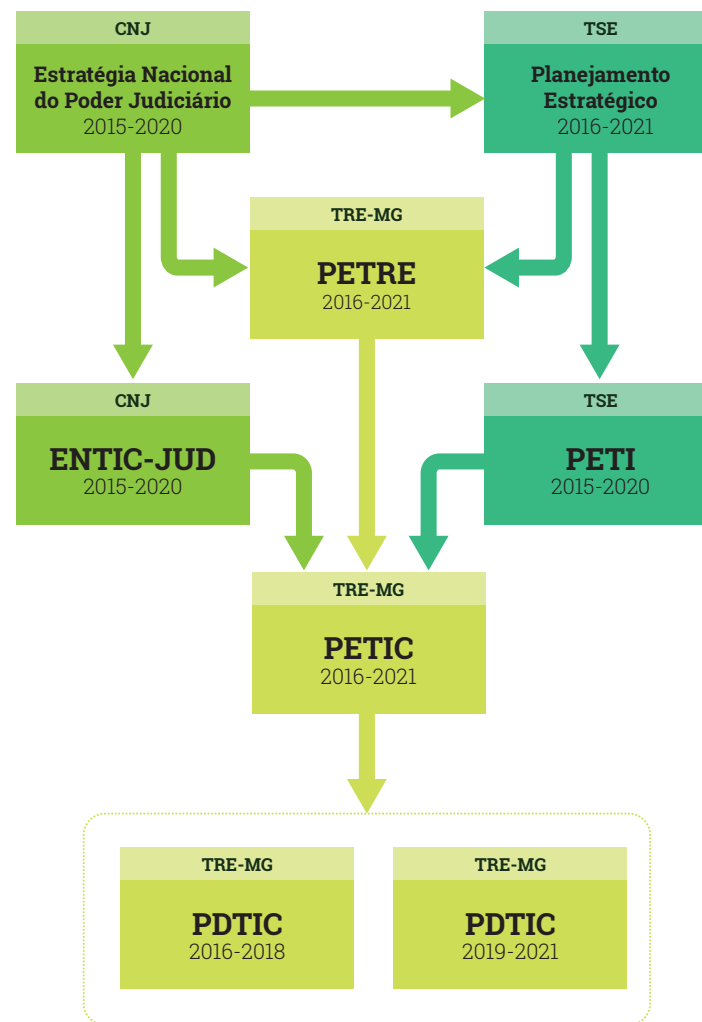 CNJ
Estratégia Nacional
do Poder Judiciário
2015-2020
TSE
Planejamento
Estratégico
2016-2021
TRE-MG
PETRE
2016-2021
CNJ
ENTIC-JUD
2015-2020
TSE
PETI
2015-2020
TRE-MG
PETIC
2016-2021
TRE-MG
PDTIC
2016-2018
TRE-MG
PDTIC
2019-2021